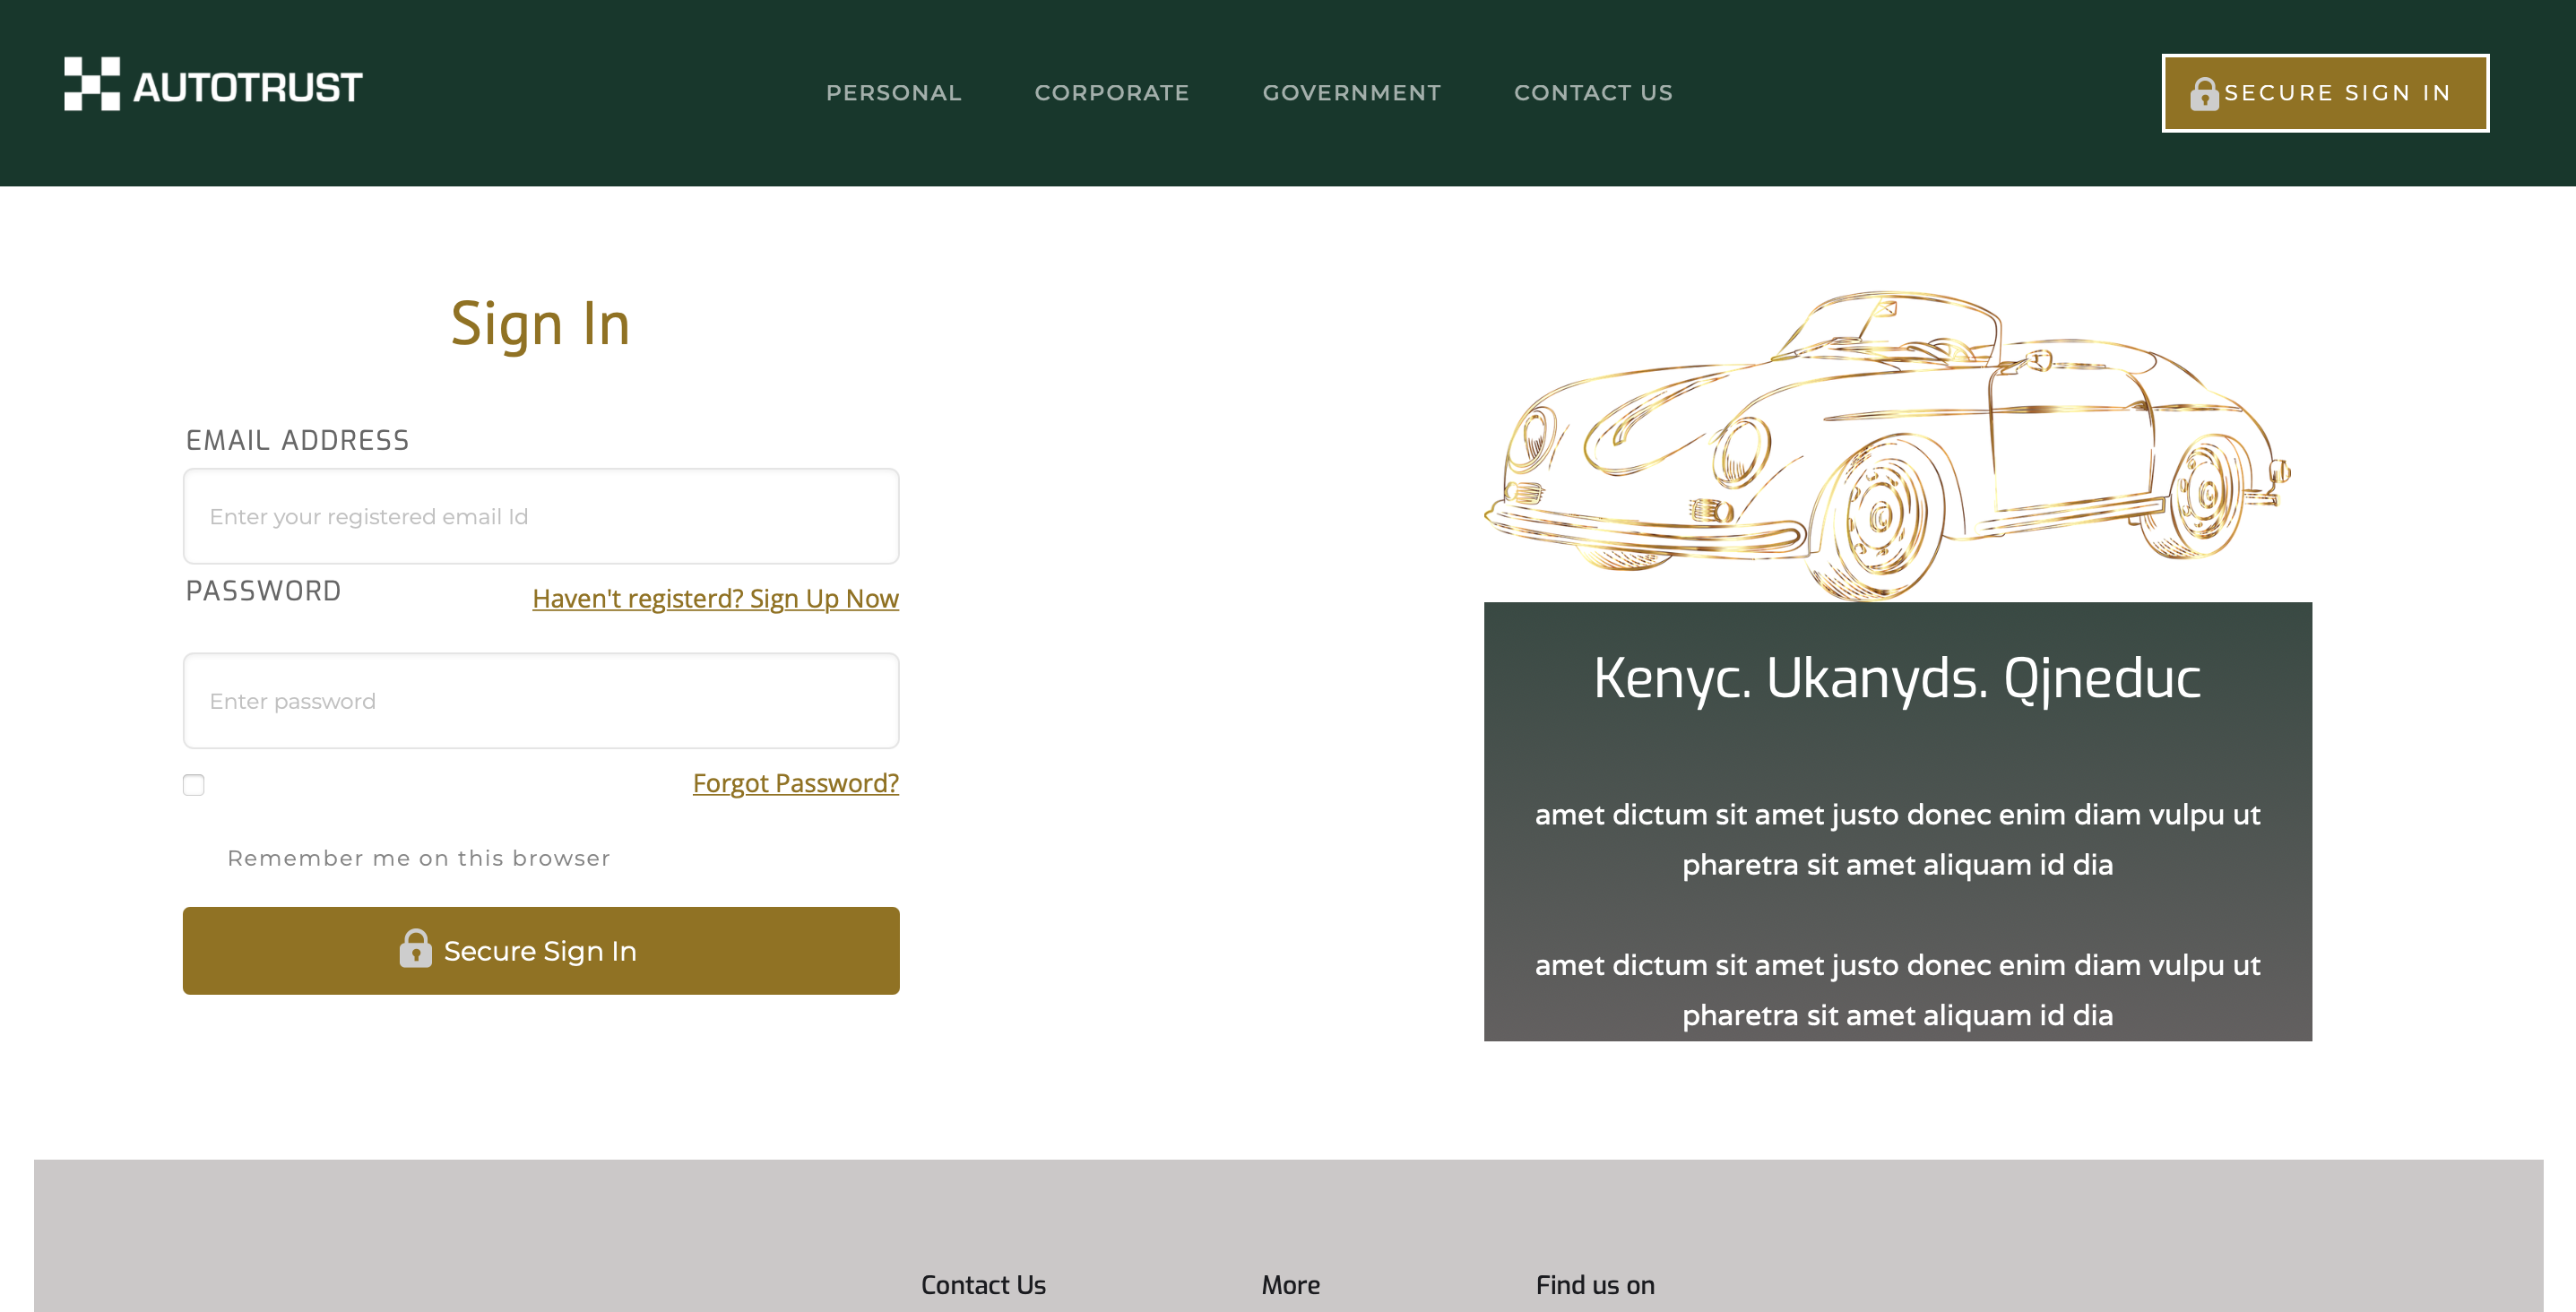 AUTOTRUST
PERSONAL CORPORATE GOVERNMENT CONTACT US
SECURE SIGN IN
Sign In
EMAIL ADDRESS
Enter your registered email Id
PASSWORD
Haven't registerd? Sign Up Now
Enter password
Forgot Password?
Remember me on this browser
Secure Sign In
Kenyc. Ukanyds. Qjneduc
amet dictum sit amet justo donec enim diam vulpu ut
pharetra sit amet aliquam id dia
amet dictum sit amet justo donec enim diam vulpu ut
pharetra sit amet aliquam id dia
Contact Us More Find us on